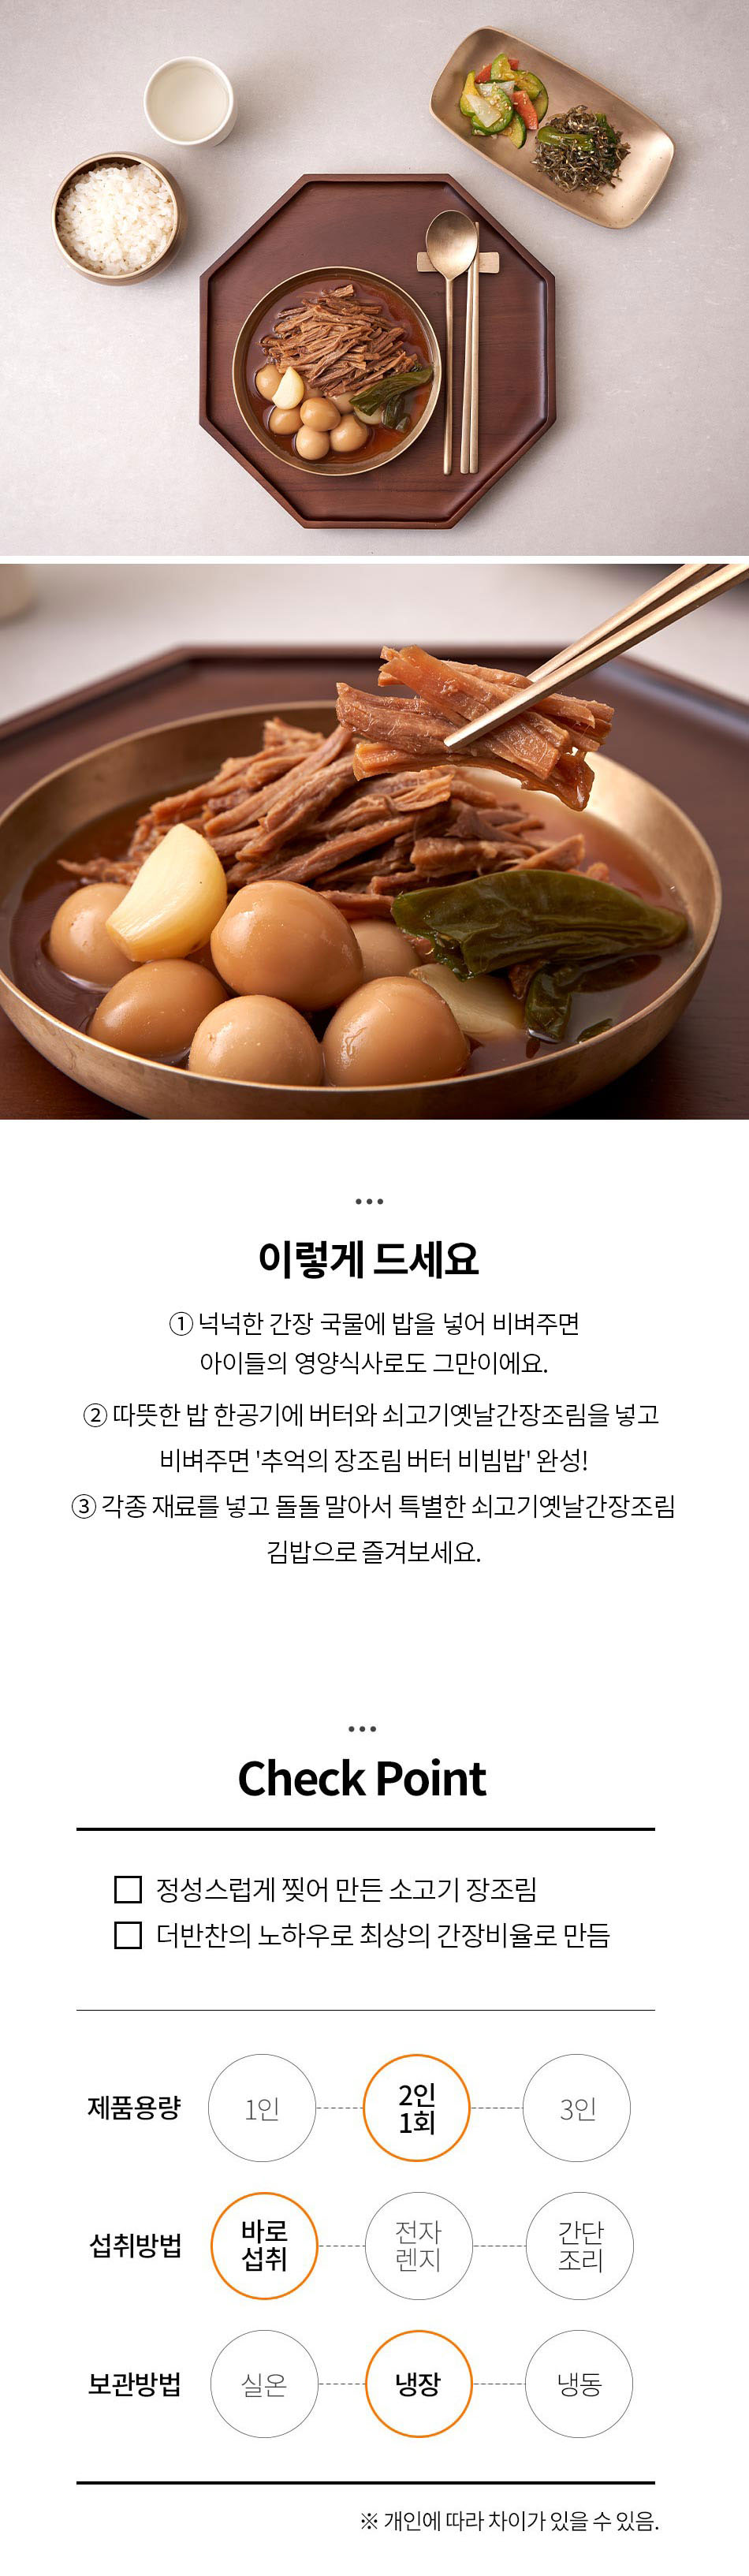 이렇게 드세요
① 넉넉한 간장 국물에 밥을 넣어 비벼주면
아이들의 영양식사로도 그만이에요.
② 따뜻한 밥 한공기에 버터와 쇠고기옛날간장조림을 넣고
비벼주면 '추억의 장조림 버터 비빔밥' 완성!
③ 각종 재료를 넣고 돌돌 말아서 특별한 쇠고기옛날간장조림
김밥으로 즐겨보세요.
Check Point
정성스럽게 찢어 만든 소고기 장조림
더반찬의 노하우로 최상의 간장비율로 만듬
제품용량
1인
2인
1회
3인
섭취방법
바로
섭취
전자
렌지
간단
조리
보관방법
실온
냉장
냉동
※ 개인에 따라 차이가 있을 수 있음.